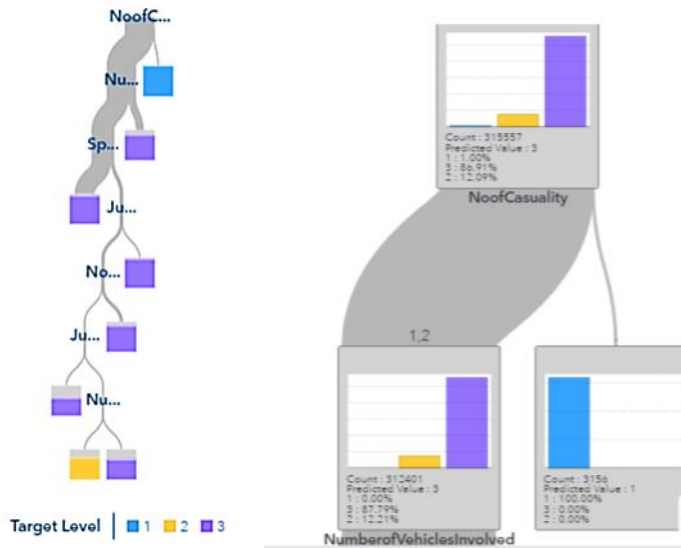 NoofC...
Nu...
Sp...
Ju...
No...
Ju...
Nu...
Target Level
1
2
3
Count : 315557
Predicted Value : 3
1 : 1.00%
3 : 86.91%
2 : 12.09%
NoofCasuality
1,2
Count : 312401
Predicted Value : 3
1 : 0.00%
3 : 87.79%
2 : 12.21%
NumberofVehiclesInvolved
Count : 3156
Predicted Value : 1
1 : 100.00%
3 : 0.00%
2 : 0.00%